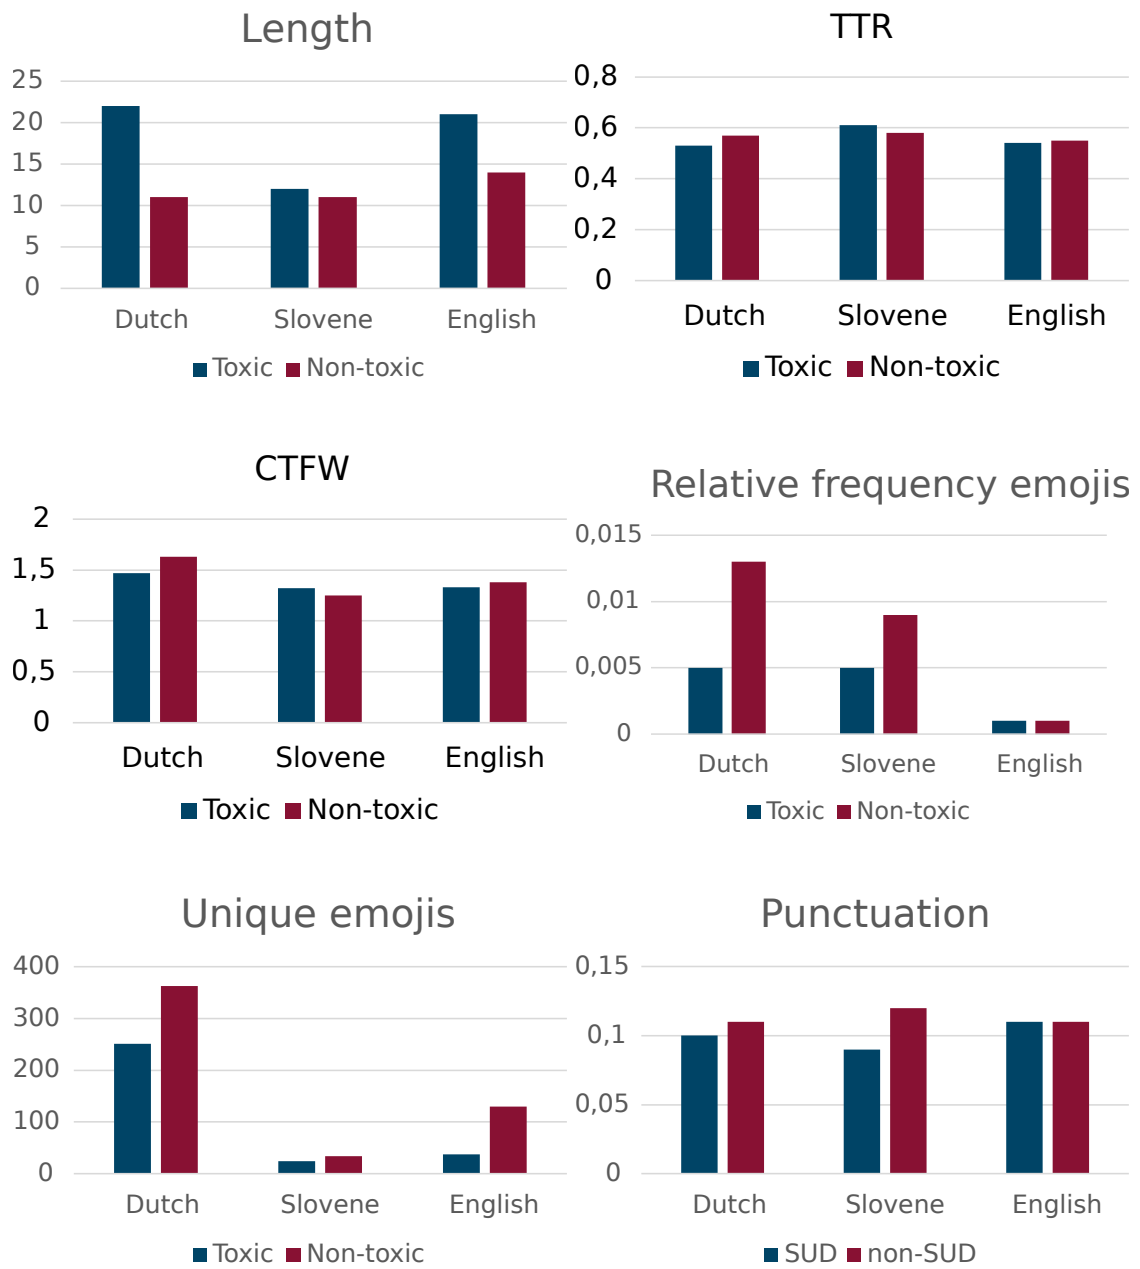 Length
25
20
15
10
5
0
Dutch Slovene English
Toxic Non-toxic
TTR
0,8
0,6
0,4
0,2
0
Dutch Slovene English
Toxic Non-toxic
CTFW
2
1,5
1
0,5
0
Dutch Slovene English
Toxic Non-toxic
Relative frequency emojis
0,015
0,01
0,005
0
Dutch Slovene English
Toxic Non-toxic
Unique emojis
400
300
200
100
0
Dutch Slovene English
Toxic Non-toxic
Punctuation
0,15
0,1
0,05
0
Dutch Slovene English
SUD non-SUD